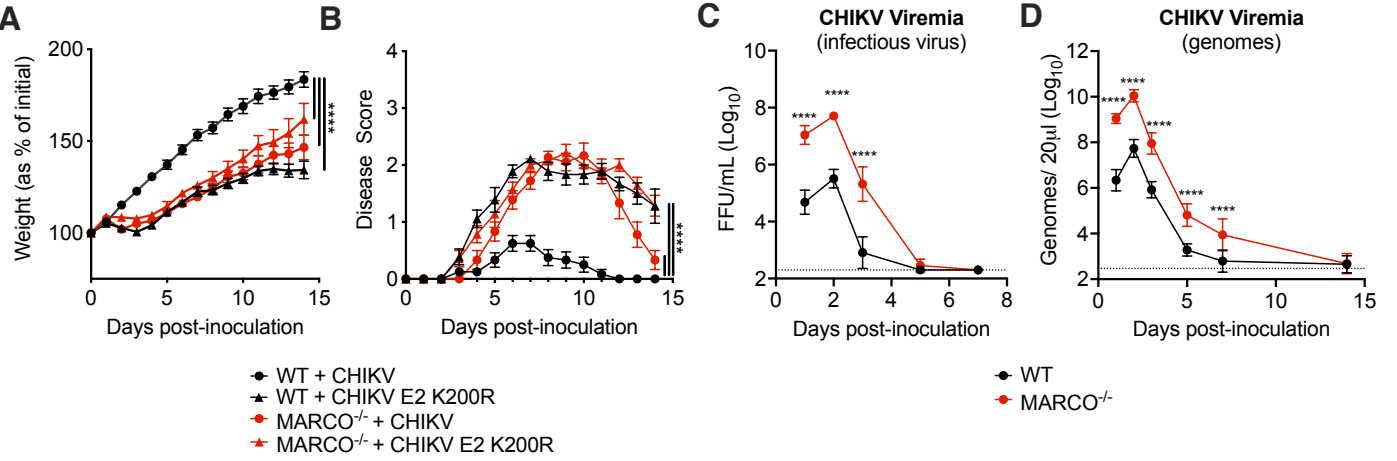 A
200
150
100
0
5
10
15
Weight (as % of initial)
Days post-inoculation
****
B
4
3
2
1
0
0
5
10
15
Disease Score
Days post-inoculation
****
WT + CHIKV
WT + CHIKV E2 K200R
MARCO-/- + CHIKV
MARCO-/- + CHIKV E2 K200R
C
CHIKV Viremia
(infectious virus)
10
8
6
4
2
0
2
4
6
8
FFU/mL (Log10)
Days post-inoculation
****
****
****
D
CHIKV Viremia
(genomes)
12
10
8
6
4
2
0
5
10
15
Genomes/ 20µl (Log10)
Days post-inoculation
****
****
****
****
****
WT
MARCO-/-